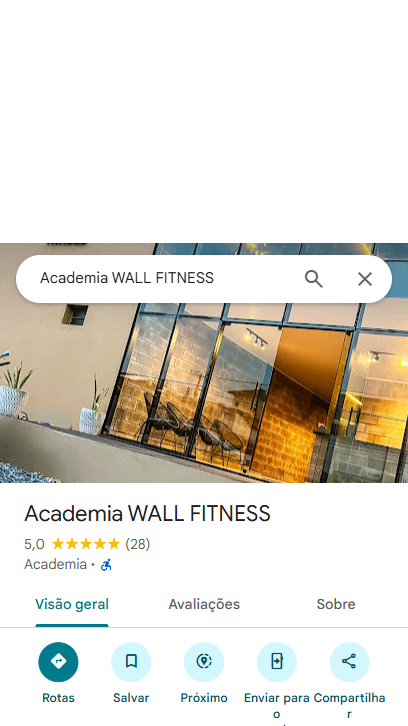 Academia WALL FITNESS
Academia WALL FITNESS
5,0 (28)
Academia ·
Visão geral Avaliações Sobre
Rotas Salvar Próximo Enviar para o Compartilhar